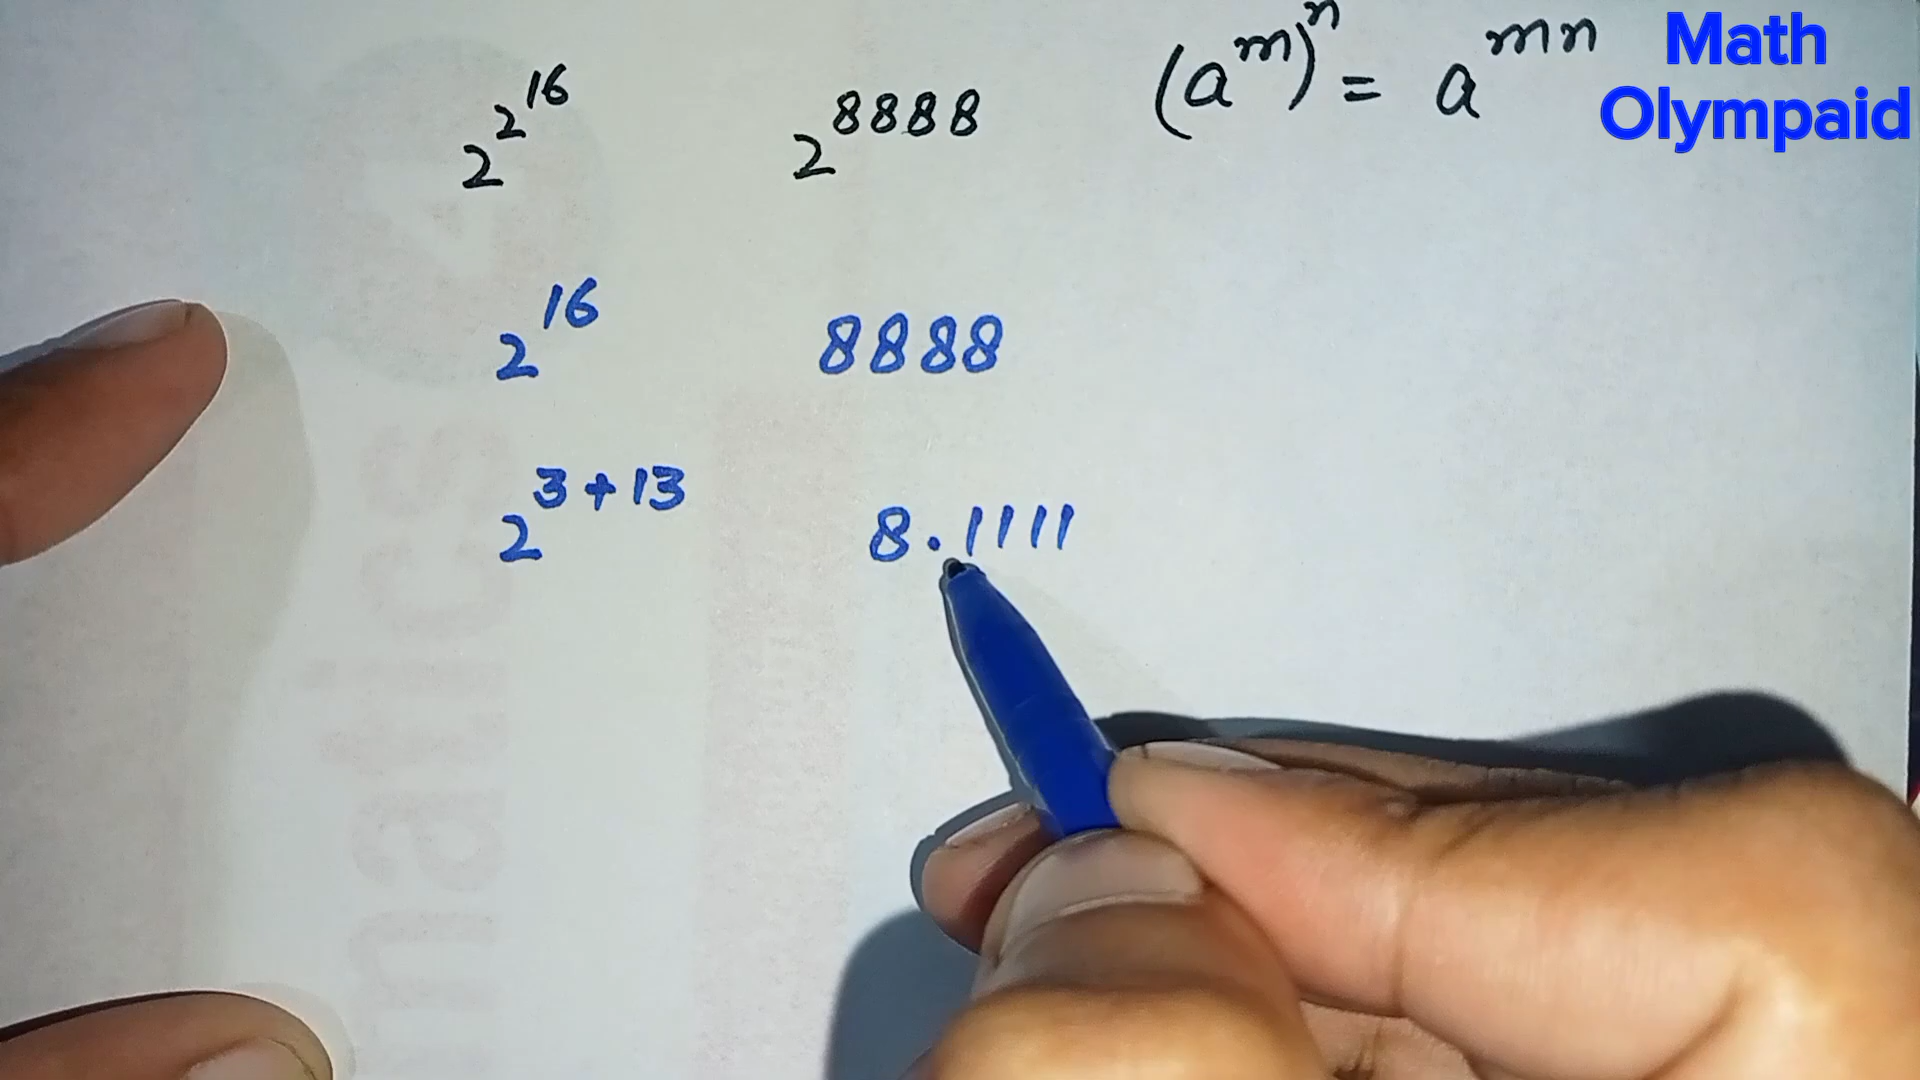 2^2^16 2^8888 (a^m)^n = a^mn Math
Olympaid
2^16 8888
2^3+13 8.1111